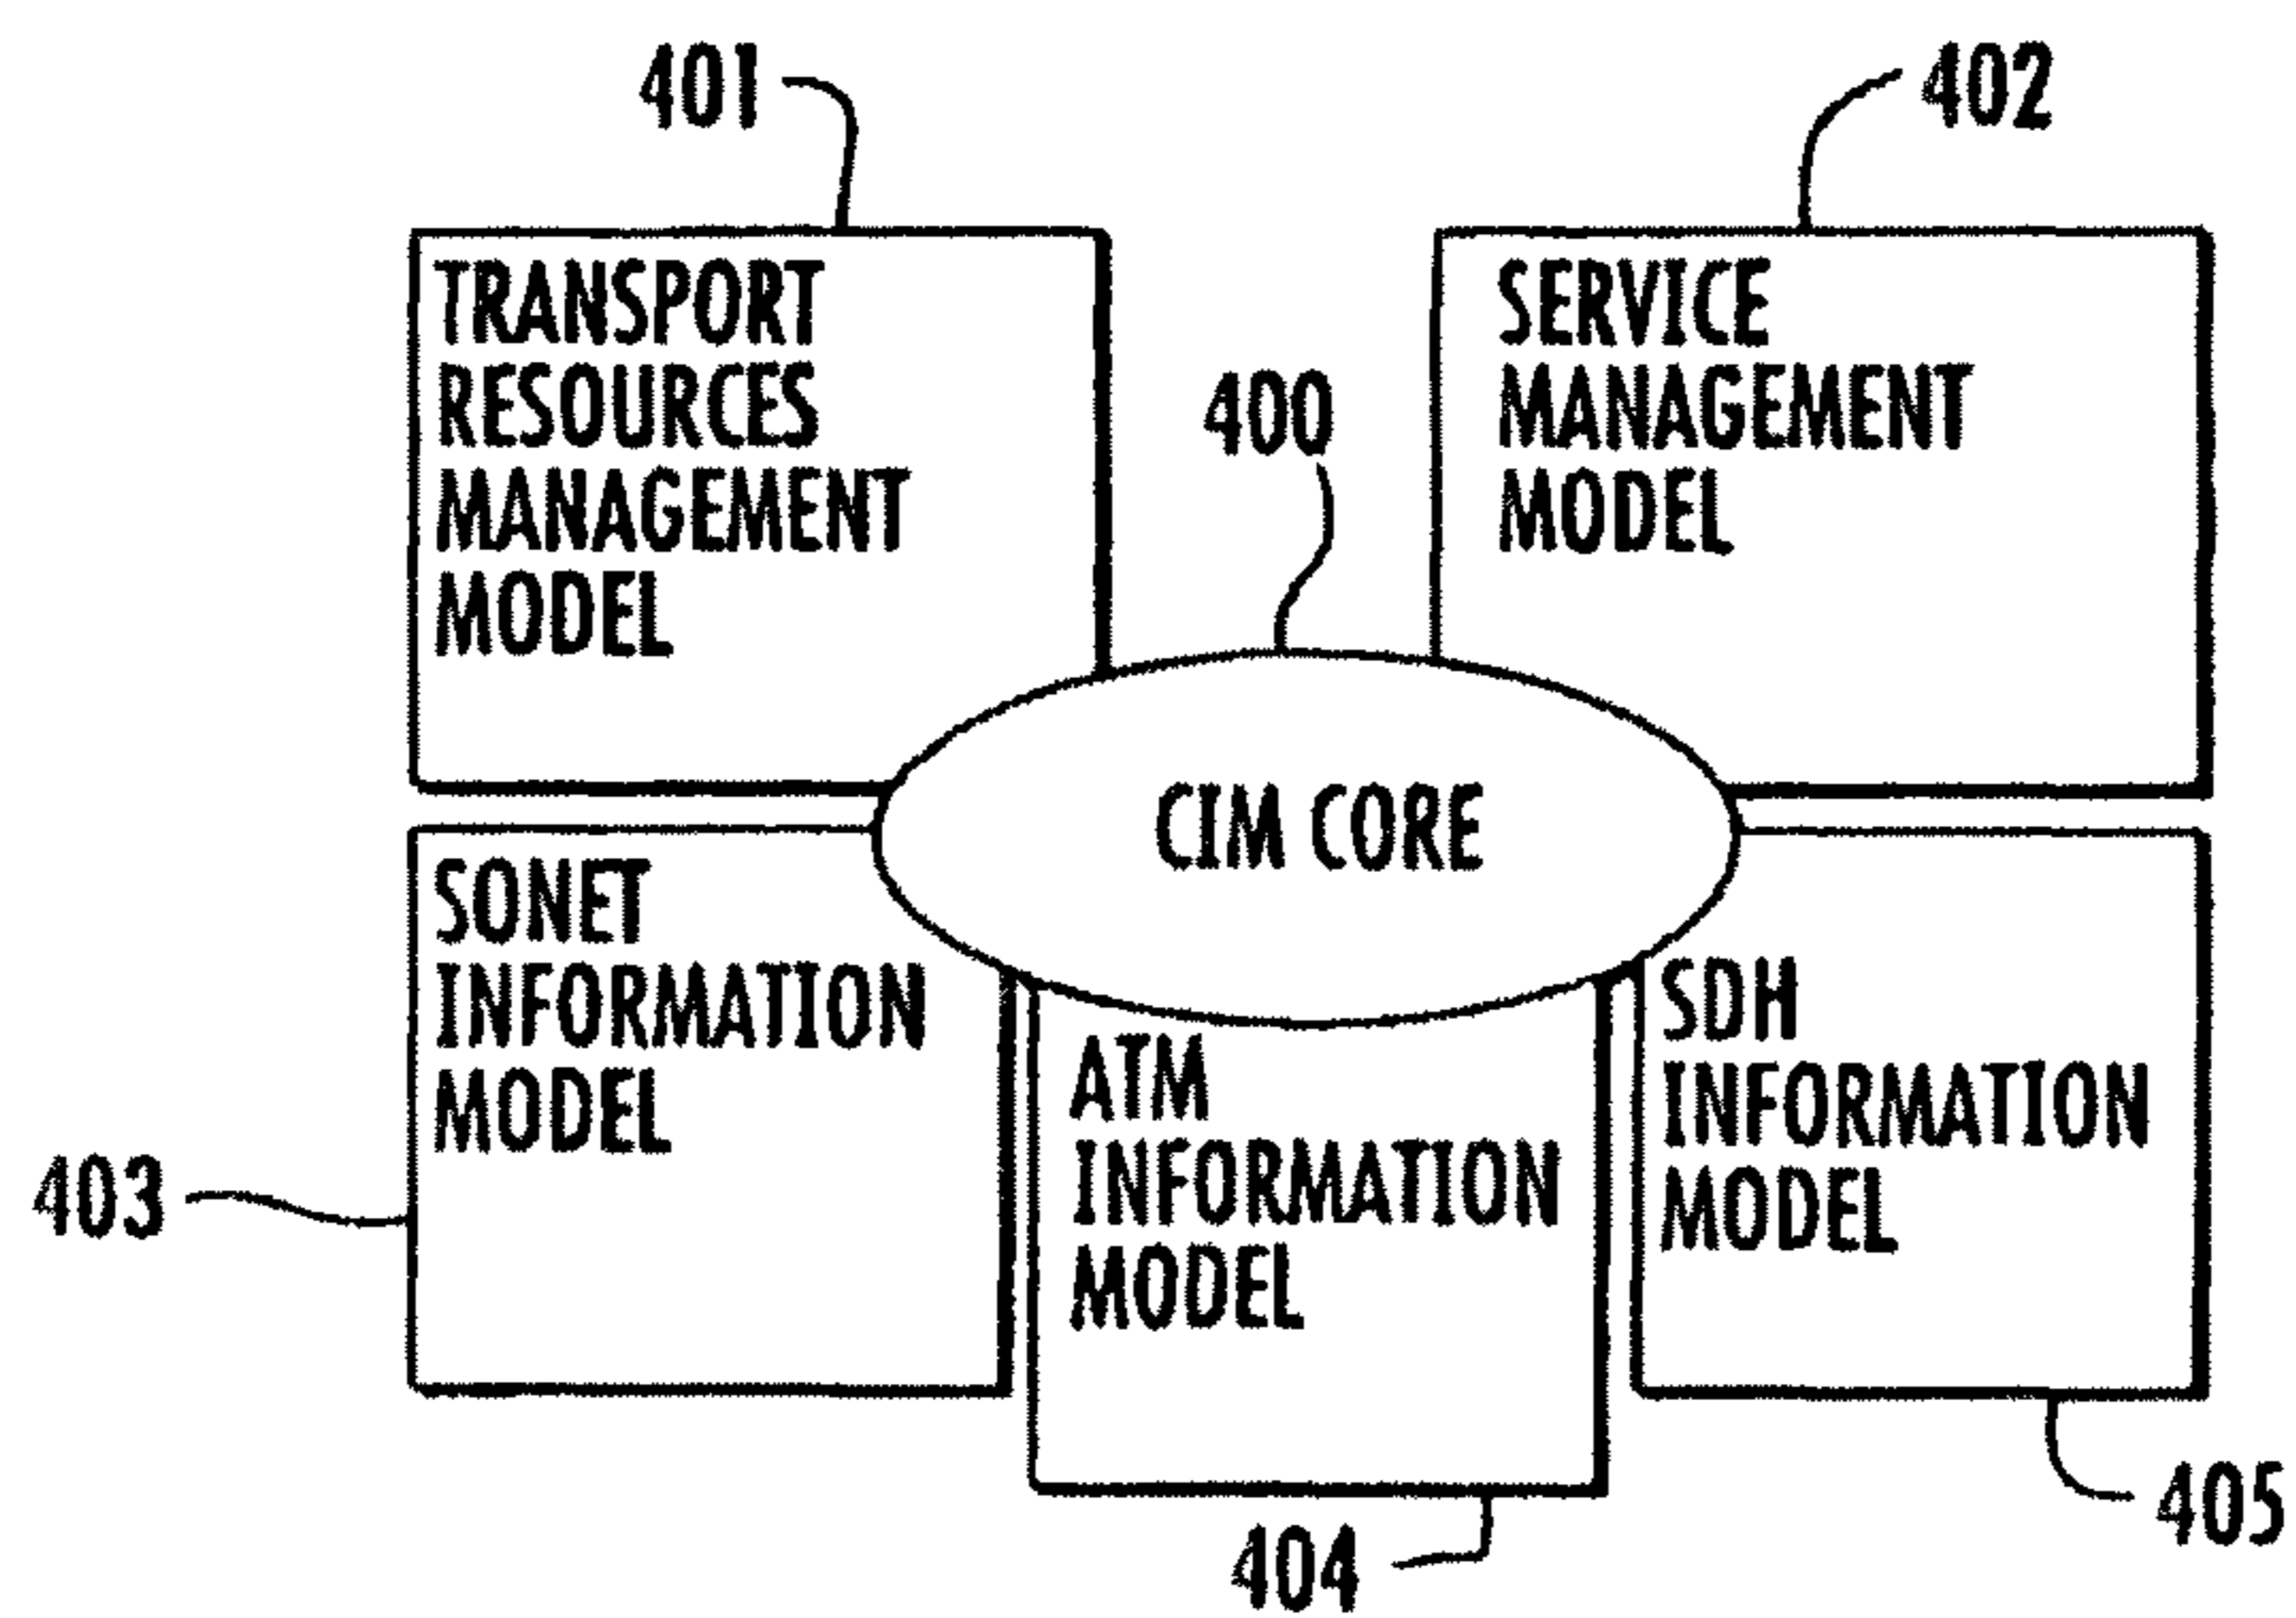 401
402
TRANSPORT
RESOURCES
MANAGEMENT
MODEL
SERVICE
MANAGEMENT
MODEL
400
CIM CORE
SONET
INFORMATION
MODEL
403
ATM
INFORMATION
MODEL
404
SDH
INFORMATION
MODEL
405